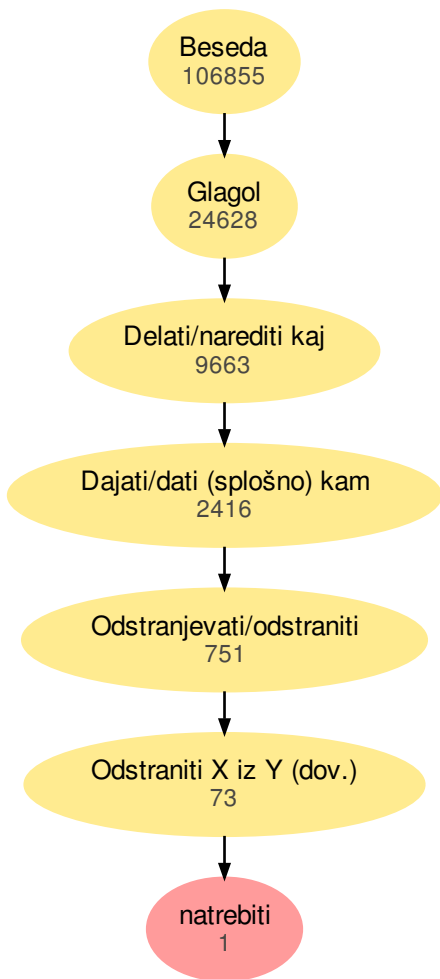 Beseda
106855
Glagol
24628
Delati/narediti kaj
9663
Dajati/dati (splošno) kam
2416
Odstranjevati/odstraniti
751
Odstraniti X iz Y (dov.)
73
natrebiti
1